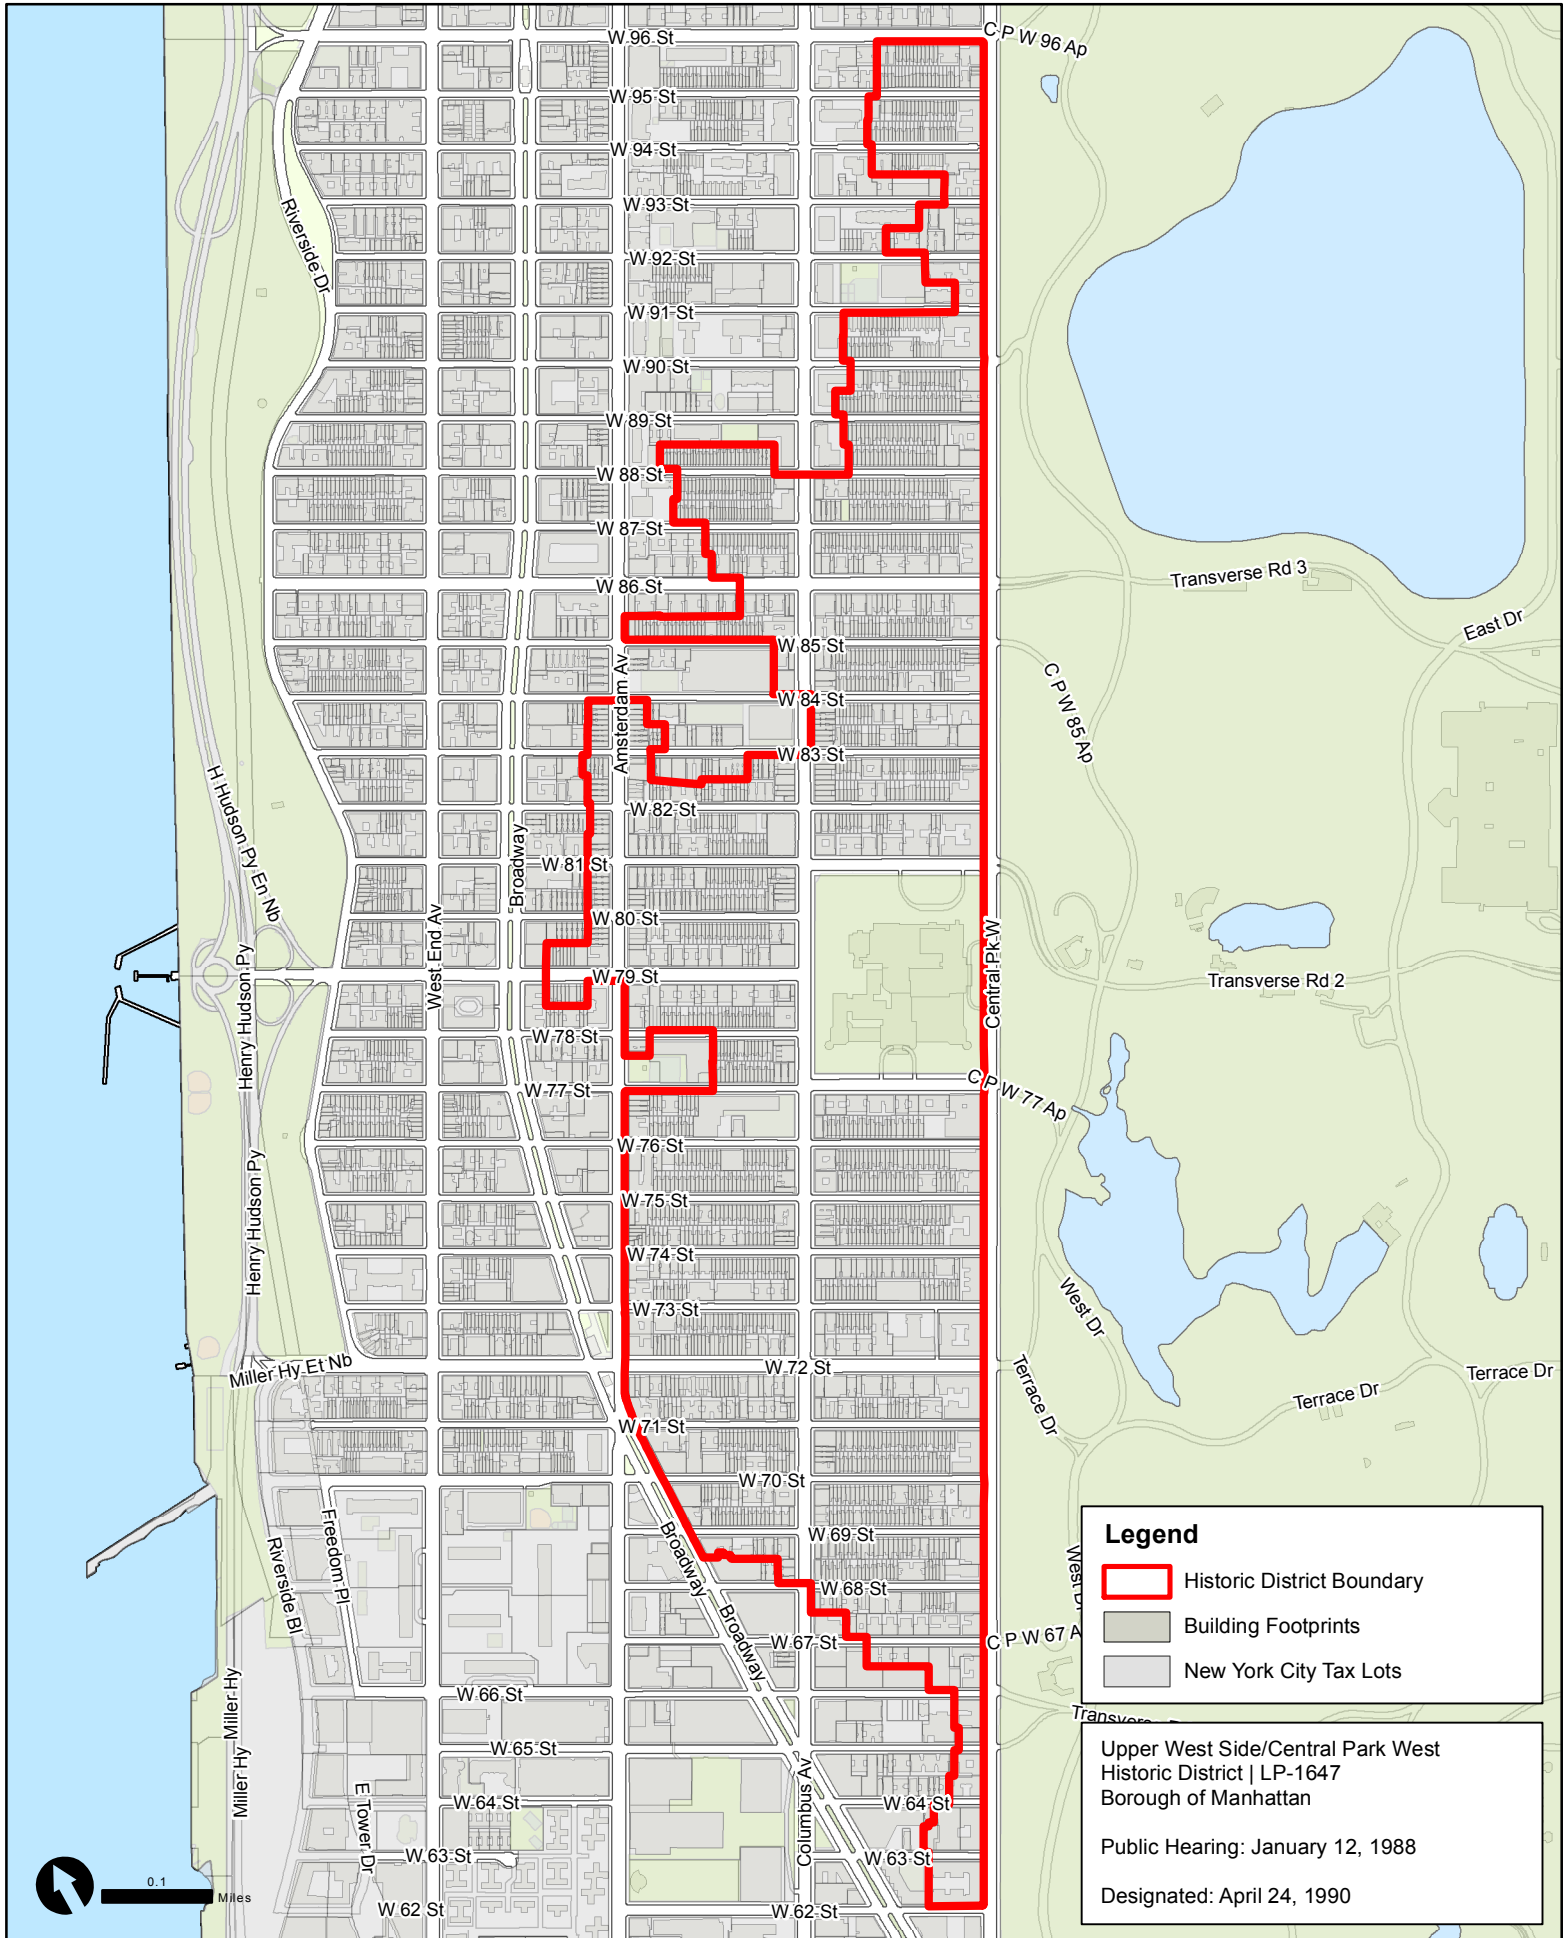 W 96 St
C P W 96 Ap
W 95 St
W 94 St
W 93 St
Riverside Dr
W 92 St
W 91 St
W 90 St
W 89 St
W 88 St
W 87 St
Transverse Rd 3
W 86 St
East Dr
W 85 St
Amsterdam Av
C P W 85 Ap
W 84 St
W 83 St
H Hudson Py En Nb
W 82 St
Broadway
W 81 St
W 80 St
West End Av
Central Pk W
Henry Hudson Py
W 79 St
Transverse Rd 2
W 78 St
C P W 77 Ap
W 77 St
W 76 St
Henry Hudson Py
W 75 St
W 74 St
West Dr
W 73 St
Miller Hy Et Nb
W 72 St
Terrace Dr
Terrace Dr
Terrace Dr
W 71 St
W 70 St
Freedom Pl
Riverside Bl
Broadway
W 69 St
West Dr
W 68 St
Broadway
W 67 St
C P W 67 A
Miller Hy
W 66 St
W 65 St
Miller Hy
E Tower Dr
Columbus Av
W 64 St
W 64 St
W 63 St
W 63 St
W 62 St
W 62 St
0.1
Miles
Legend
Historic District Boundary
Building Footprints
New York City Tax Lots
Upper West Side/Central Park West
Historic District | LP-1647
Borough of Manhattan
Public Hearing: January 12, 1988
Designated: April 24, 1990